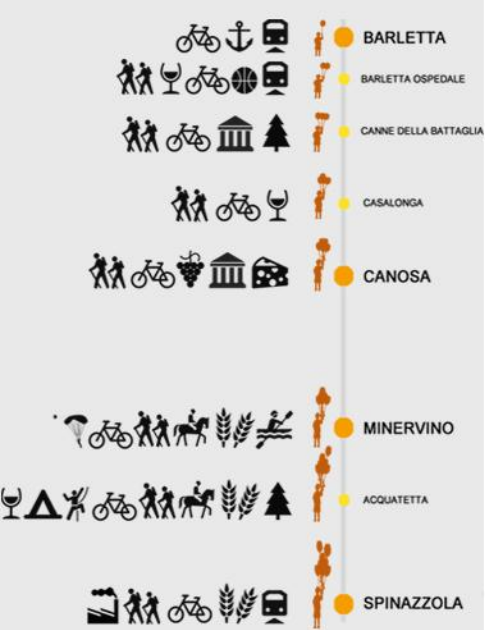 BARLETTA
BARLETTA OSPEDALE
CANNE DELLA BATTAGLIA
CASALONGA
CANOSA
MINERVINO
ACQUATETTA
SPINAZZOLA